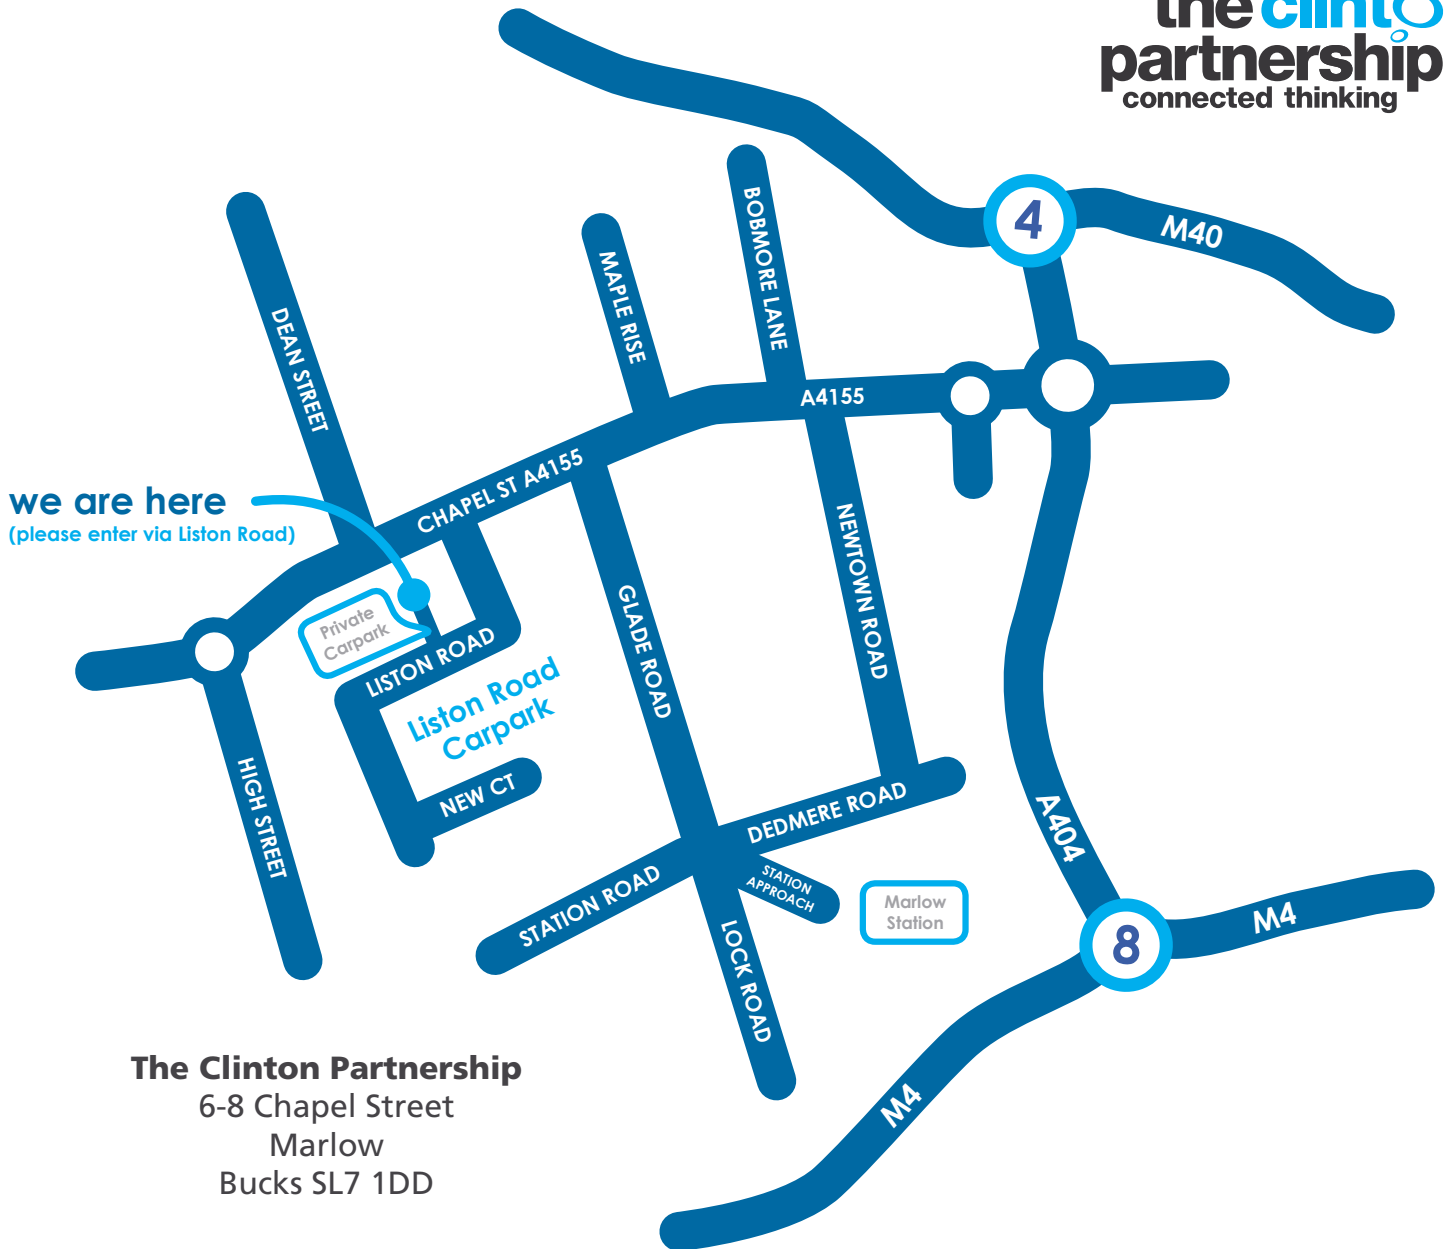 the clinto
partnership
connected thinking
4
M40
BOBMORE LANE
MAPLE RISE
DEAN STREET
A4155
CHAPEL ST A4155
we are here
(please enter via Liston Road)
NEWTOWN ROAD
GLADE ROAD
Private
Carpark
LISTON ROAD
Liston Road
Carpark
HIGH STREET
NEW CT
DEDMERE ROAD
A404
STATION
APPROACH
STATION ROAD
Marlow
Station
LOCK ROAD
M4
8
M4
The Clinton Partnership
6-8 Chapel Street
Marlow
Bucks SL7 1DD